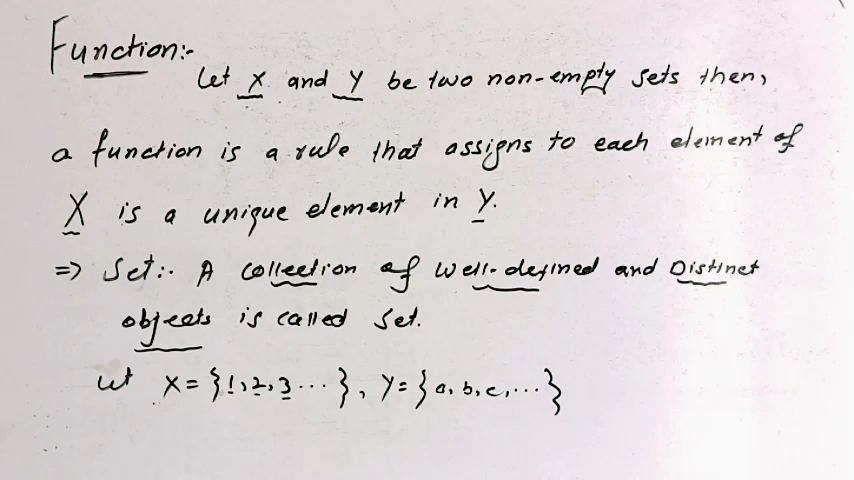 Function:-
Let X and Y be two non-empty sets then,
a function is a rule that assigns to each element of
X is a unique element in Y.
=> Set:- A collection of well-defined and Distinct
objects is called set.
Let X = {1, 2, 3 ... }, Y = {a, b, c, ... }